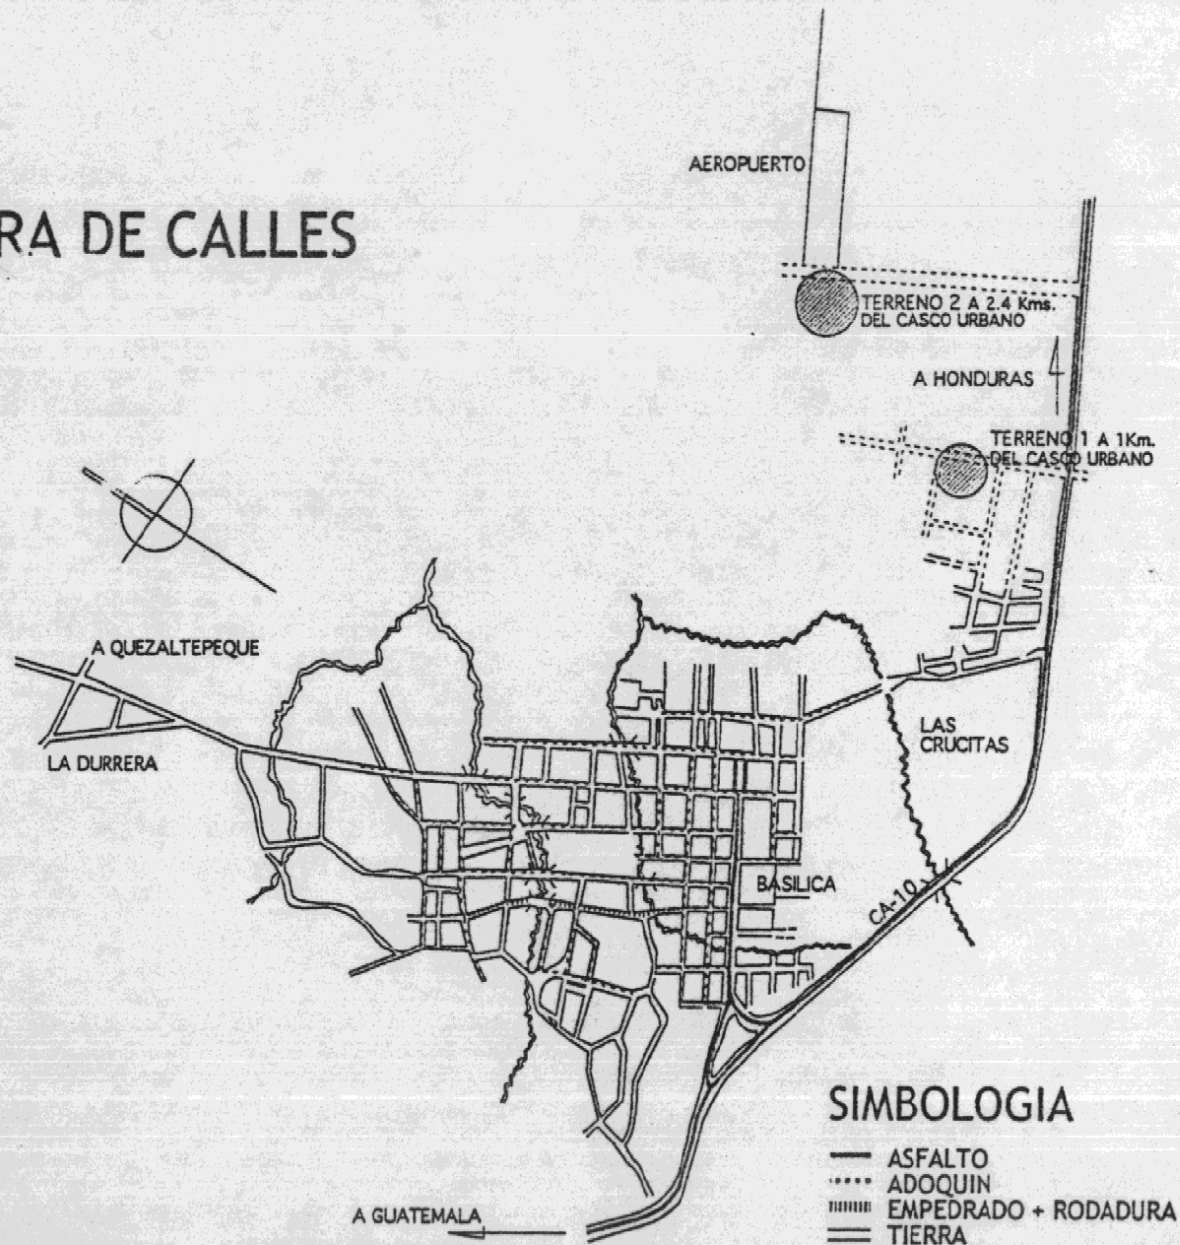 AEROPUERTO
RA DE CALLES
TERRENO 2 A 2.4 Kms.
DEL CASCO URBANO
A HONDURAS
TERRENO 1 A 1Km.
DEL CASCO URBANO
A QUEZALTEPEQUE
LA DURRERA
LAS
CRUCITAS
BASILICA
CA-10
SIMBOLOGIA
ASFALTO
ADOQUIN
EMPEDRADO + RODADURA
TIERRA
A GUATEMALA